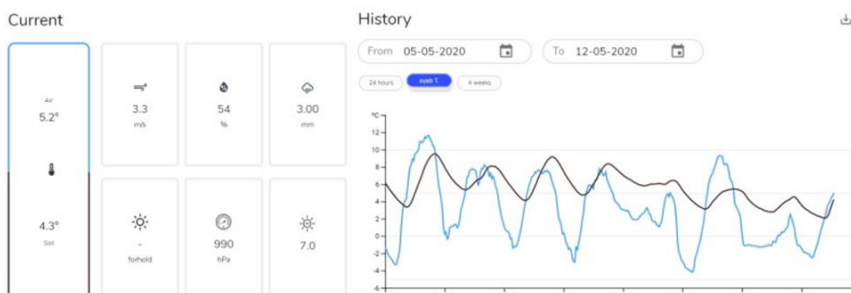 Current
History
From 05-05-2020
To 12-05-2020
24 hours
4 weeks
Air
5.2°
4.3°
3.3
m/s
54
%
3.00
mm
-
forhold
990
hPa
7.0
°C
12
10
8
6
4
2
0
-2
-4
-6